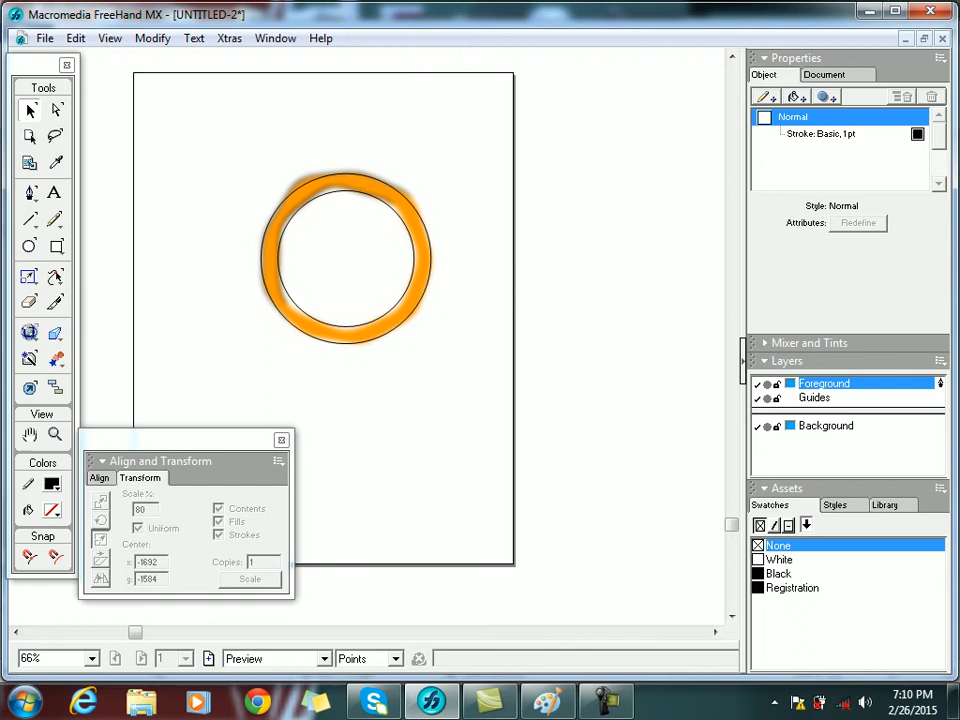 Macromedia FreeHand MX - [UNTITLED-2*]
File Edit View Modify Text Xtras Window Help
Tools
View
Colors
Snap
Align and Transform
Align Transform
Scale %:
80
Uniform
Contents
Fills
Strokes
Center:
x: -1692
y: -1584
Copies: 1
Scale
66%
1
Preview
Points
Properties
Object Document
Normal
Stroke: Basic, 1pt
Style: Normal
Attributes: Redefine
Mixer and Tints
Layers
Foreground
Guides
Background
Assets
Swatches Styles Library
None
White
Black
Registration
7:10 PM
2/26/2015